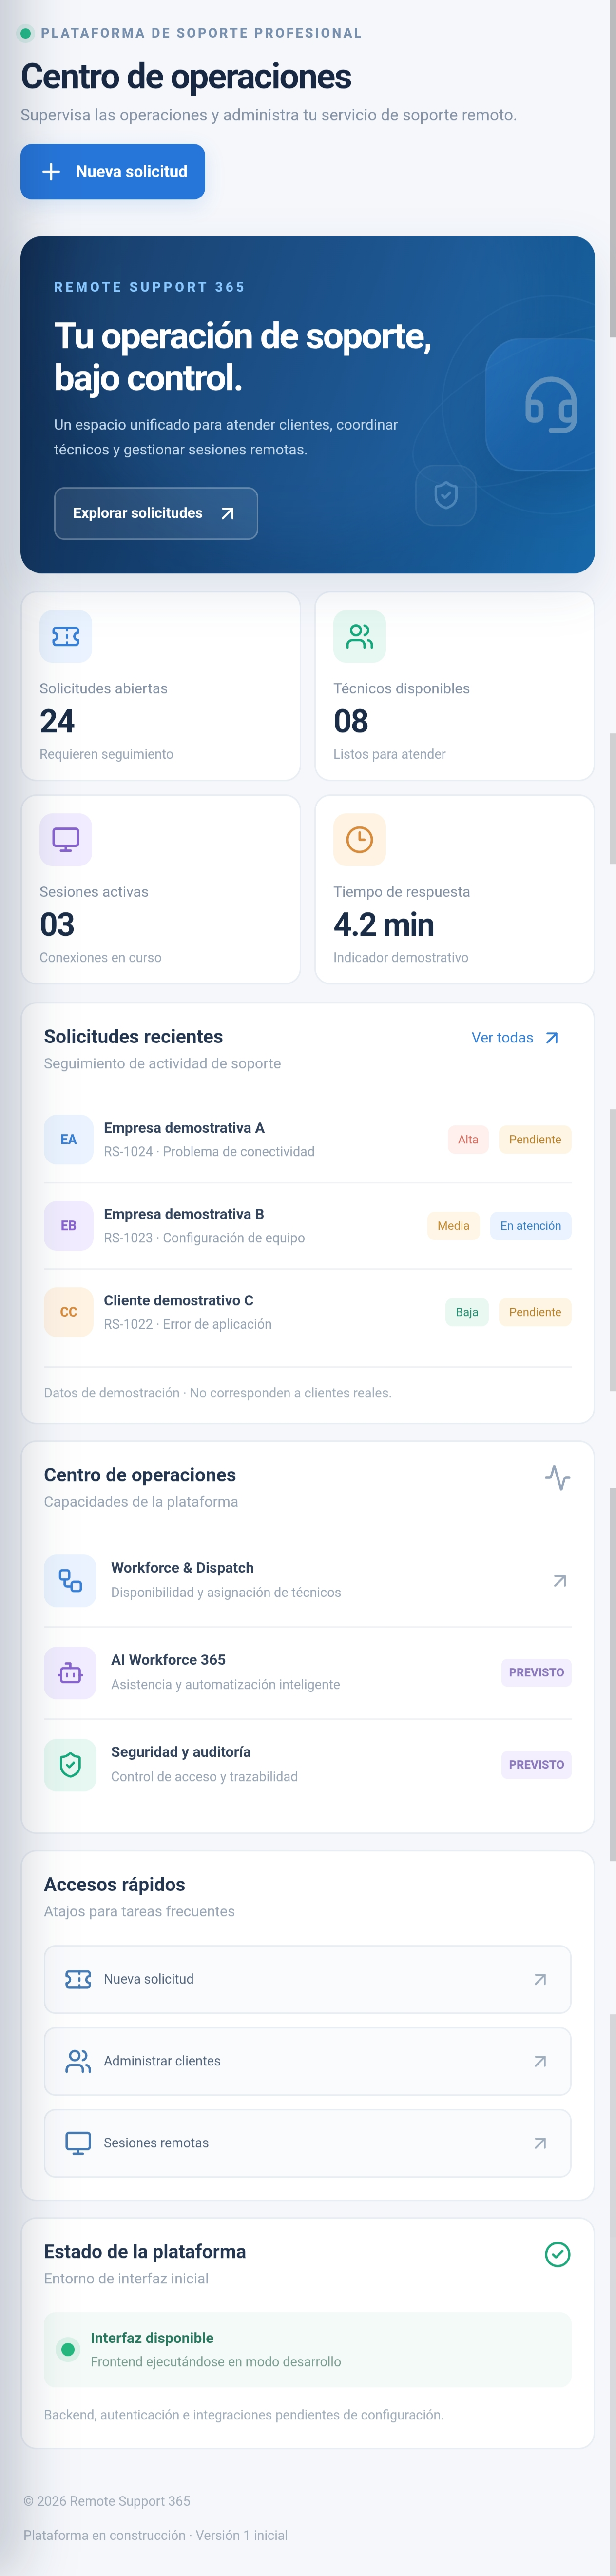 PLATAFORMA DE SOPORTE PROFESIONAL
Centro de operaciones
Supervisa las operaciones y administra tu servicio de soporte remoto.
Nueva solicitud
REMOTE SUPPORT 365
Tu operación de soporte,
bajo control.
Un espacio unificado para atender clientes, coordinar
técnicos y gestionar sesiones remotas.
Explorar solicitudes
Solicitudes abiertas
24
Requieren seguimiento
Técnicos disponibles
08
Listos para atender
Sesiones activas
03
Conexiones en curso
Tiempo de respuesta
4.2 min
Indicador demostrativo
Solicitudes recientes
Ver todas
Seguimiento de actividad de soporte
EA
Empresa demostrativa A
RS-1024 · Problema de conectividad
Alta
Pendiente
EB
Empresa demostrativa B
RS-1023 · Configuración de equipo
Media
En atención
CC
Cliente demostrativo C
RS-1022 · Error de aplicación
Baja
Pendiente
Datos de demostración · No corresponden a clientes reales.
Centro de operaciones
Capacidades de la plataforma
Workforce & Dispatch
Disponibilidad y asignación de técnicos
AI Workforce 365
Asistencia y automatización inteligente
PREVISTO
Seguridad y auditoría
Control de acceso y trazabilidad
PREVISTO
Accesos rápidos
Atajos para tareas frecuentes
Nueva solicitud
Administrar clientes
Sesiones remotas
Estado de la plataforma
Entorno de interfaz inicial
Interfaz disponible
Frontend ejecutándose en modo desarrollo
Backend, autenticación e integraciones pendientes de configuración.
© 2026 Remote Support 365
Plataforma en construcción · Versión 1 inicial